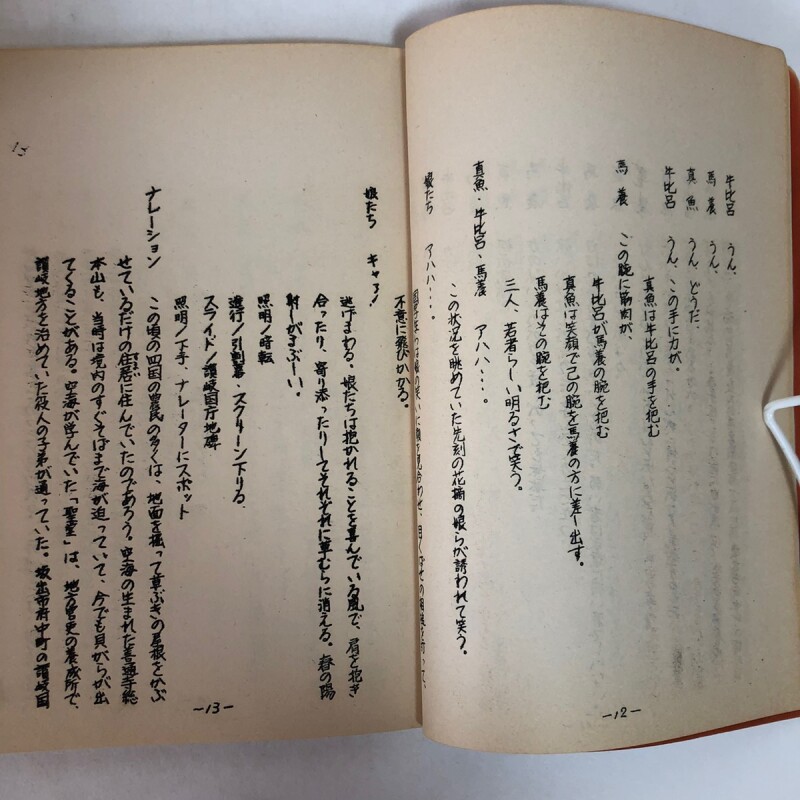 牛比呂 うん、
馬養 うん、
真魚 うん、どうだ、
牛比呂 うん、この手に力が。
真魚は牛比呂の手を把む
馬養 この腕に筋肉が、
牛比呂が馬養の腕を把む
真魚は笑顔で己の腕を馬養の方に差し出す。
馬養はその腕を把む
三人、若者らしい明るさで笑う。
真魚・牛比呂・馬養 アハハ・・・。
この状況を眺めていた先刻の花摘の娘らが誘われて笑う。
娘たち アハハ・・・。
-12-
不意に飛びかかる。
娘たち キャァ！
逃げまわる。娘たちは抱かれることを喜んでいる風で、肩を抱き
合ったり、寄り添ったりしてそれぞれに草むらに消える。春の陽
射しがまぶしい。
照明／暗転
進行／引割幕・スクリーン下りる。
スライド／讃岐国庁地碑
照明／下手、ナレーターにスポット
ナレーション この頃の四国の農民の多くは、地面を掘って草ぶきの屋根をかぶ
せているだけの住居に住んでいたのであろう。空海の生まれた善通寺総
本山も、当時は境内のすぐそばまで海が迫っていて、今でも貝がらが出
てくることがある。空海が学んでいた「聖堂」は、地方官吏の養成所で、
讃岐地方を治めていた役人の子弟が通っていた。坂出市府中町の讃岐国
-13-
13